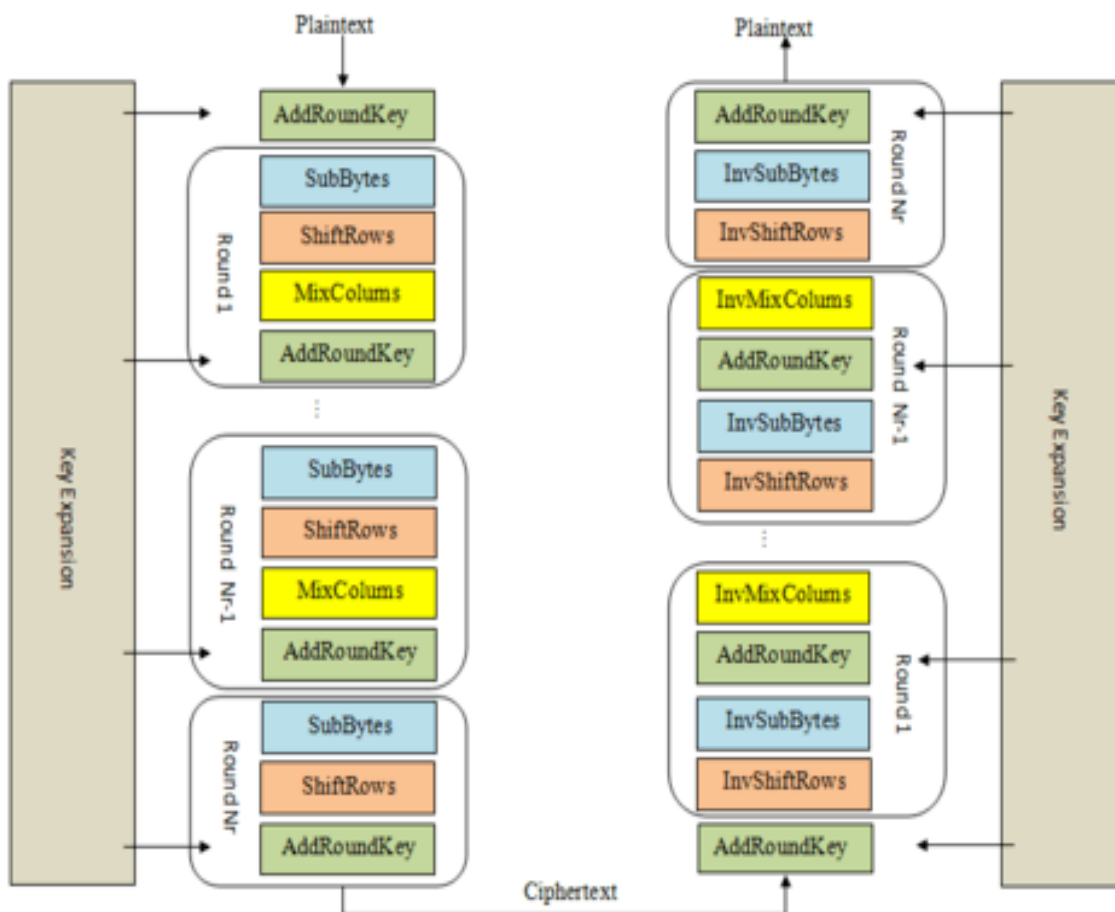 Plaintext
AddRoundKey
SubBytes
ShiftRows
MixColums
AddRoundKey
Round 1
...
SubBytes
ShiftRows
MixColums
AddRoundKey
Round Nr-1
SubBytes
ShiftRows
AddRoundKey
Round Nr
Key Expansion
Ciphertext
Plaintext
AddRoundKey
InvSubBytes
InvShiftRows
Round Nr
InvMixColums
AddRoundKey
InvSubBytes
InvShiftRows
Round Nr-1
...
InvMixColums
AddRoundKey
InvSubBytes
InvShiftRows
Round 1
AddRoundKey
Key Expansion